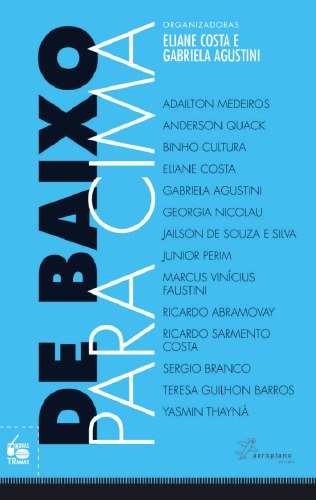 DE BAIXO
PARA CIMA
ORGANIZADORAS
ELIANE COSTA E
GABRIELA AGUSTINI
ADAILTON MEDEIROS
ANDERSON QUACK
BINHO CULTURA
ELIANE COSTA
GABRIELA AGUSTINI
GEORGIA NICOLAU
JAILSON DE SOUZA E SILVA
JUNIOR PERIM
MARCUS VINÍCIUS
FAUSTINI
RICARDO ABRAMOVAY
RICARDO SARMENTO
COSTA
SERGIO BRANCO
TERESA GUILHON BARROS
YASMIN THAYNÁ
NOVAS
TRAMAS
aeroplano